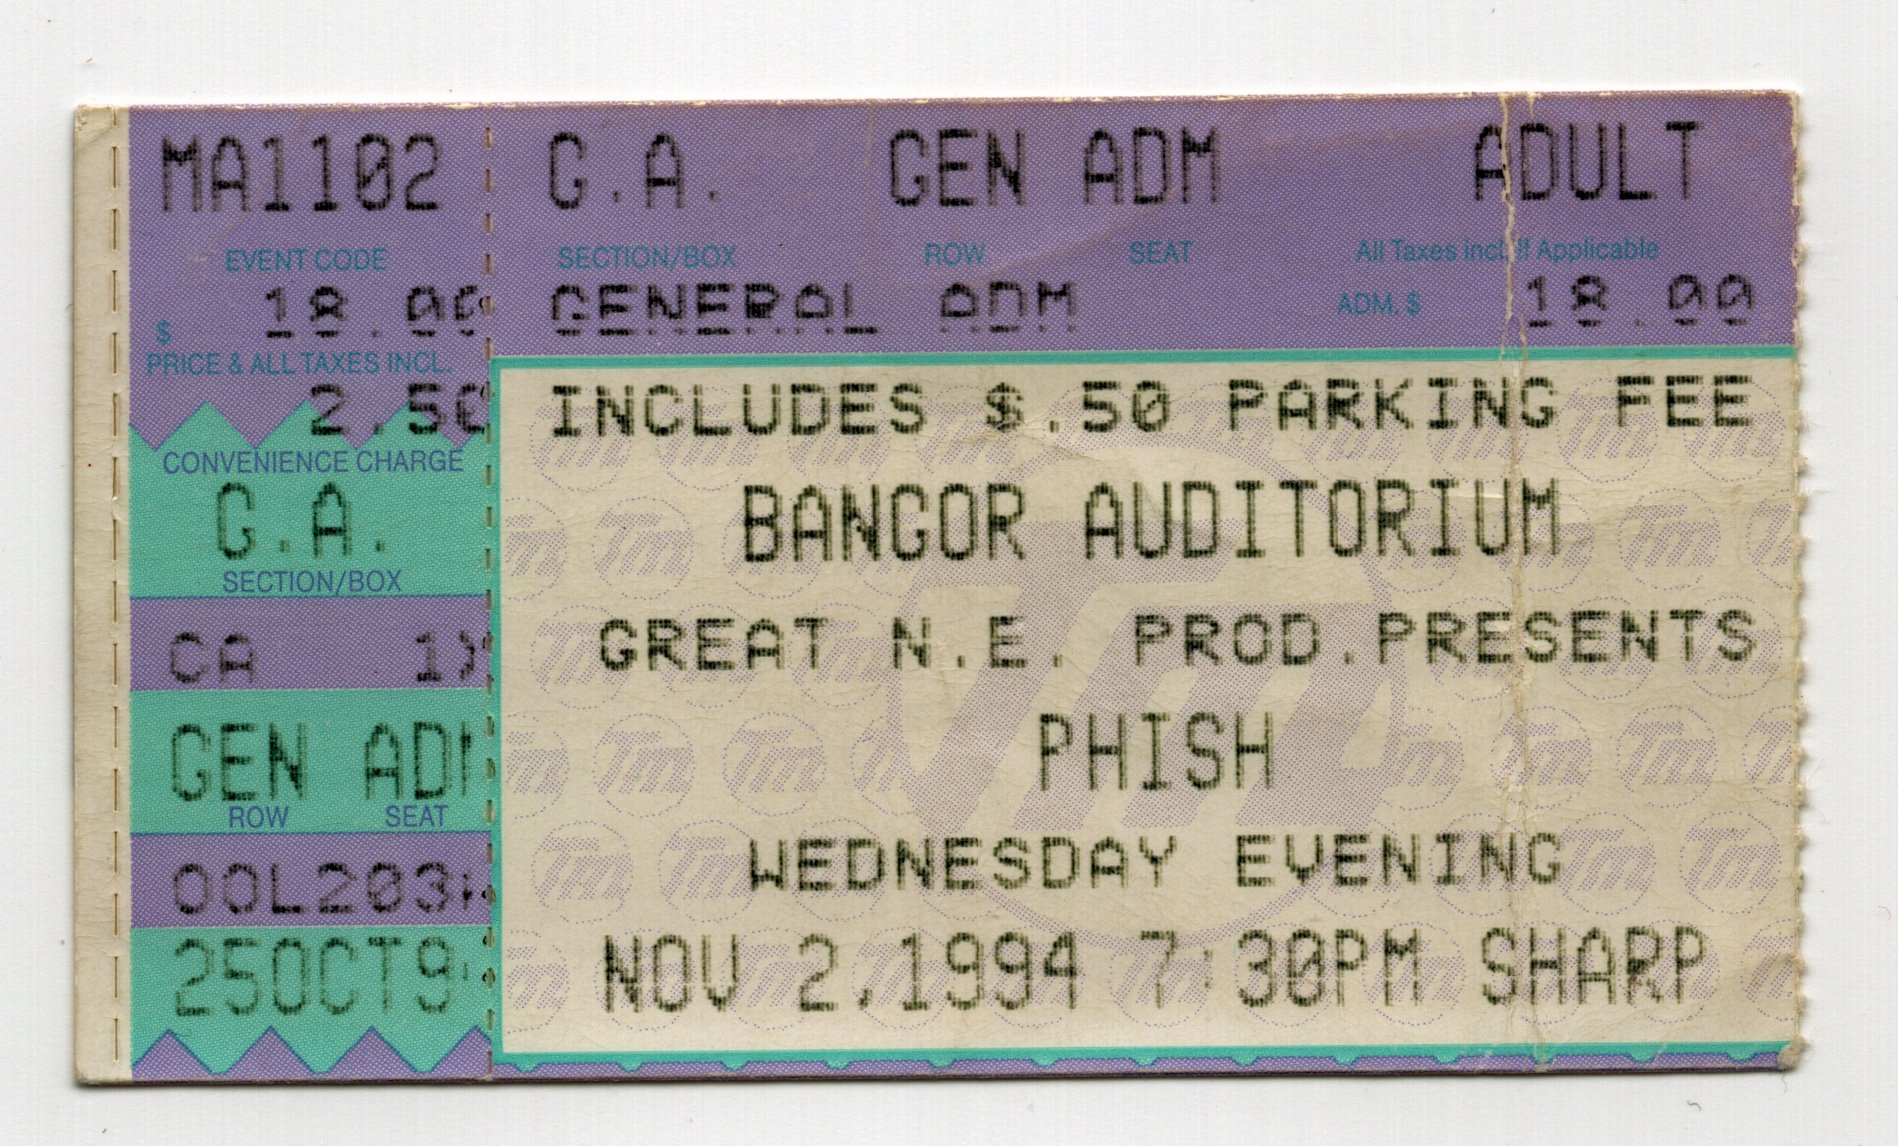 MA1102
EVENT CODE
$ 18.00
PRICE & ALL TAXES INCL.
2.50
CONVENIENCE CHARGE
G.A.
SECTION/BOX
CA 1X
GEN ADM
ROW SEAT
OOL203
25OCT9
G.A. GEN ADM ADULT
SECTION/BOX ROW SEAT All Taxes incl. If Applicable
GENERAL ADM ADM. $ 18.00
INCLUDES $.50 PARKING FEE
BANGOR AUDITORIUM
GREAT N.E. PROD.PRESENTS
PHISH
WEDNESDAY EVENING
NOV 2,1994 7:30PM SHARP